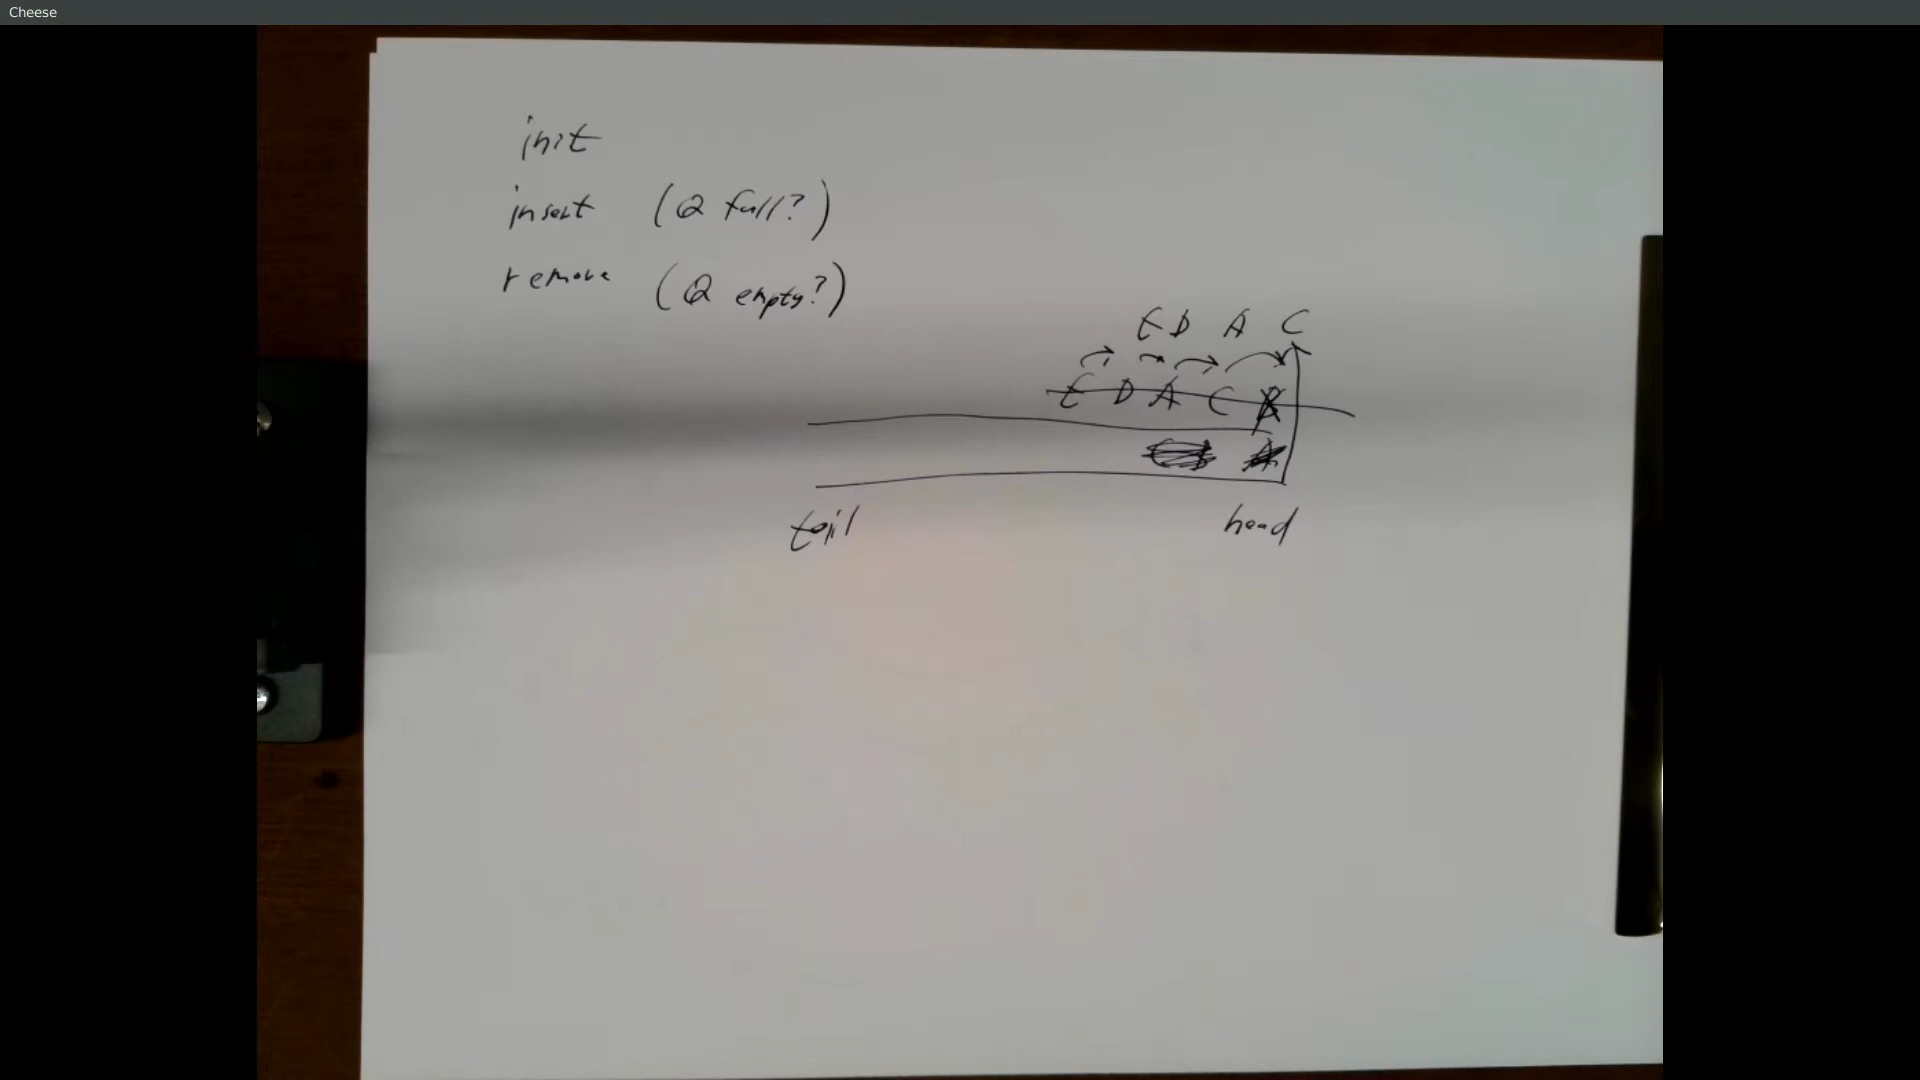 Cheese
init
insert (Q full?)
remove (Q empty?)
E D A C
E D A C B
tail head